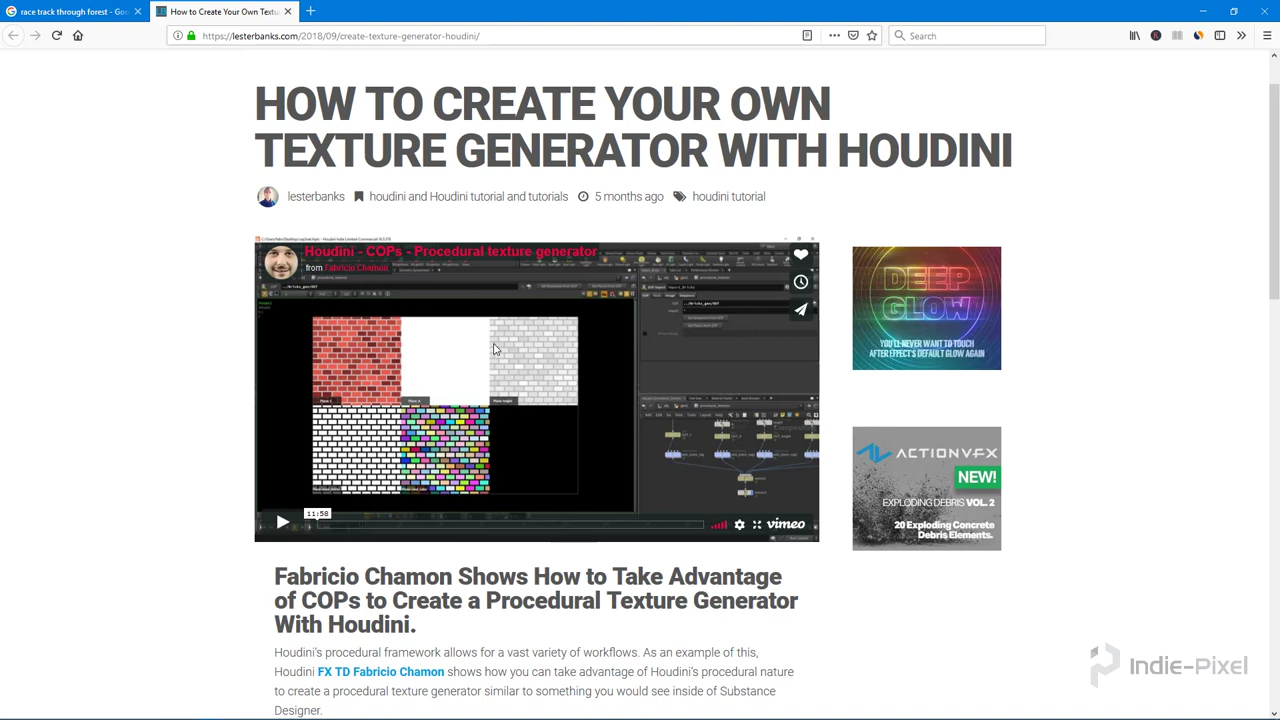 race track through forest - Goo
How to Create Your Own Textu
https://lesterbanks.com/2018/09/create-texture-generator-houdini/
Search
HOW TO CREATE YOUR OWN
TEXTURE GENERATOR WITH HOUDINI
lesterbanks
houdini and Houdini tutorial and tutorials
5 months ago
houdini tutorial
Houdini - COPs - Procedural texture generator
from Fabricio Chamon
11:58
vimeo
DEEP
GLOW
YOU'LL NEVER WANT TO TOUCH
AFTER EFFECT'S DEFAULT GLOW AGAIN
ACTIONVFX
NEW!
EXPLODING DEBRIS VOL. 2
20 Exploding Concrete
Debris Elements.
Fabricio Chamon Shows How to Take Advantage
of COPs to Create a Procedural Texture Generator
With Houdini.
Houdini's procedural framework allows for a vast variety of workflows. As an example of this,
Houdini FX TD Fabricio Chamon shows how you can take advantage of Houdini's procedural nature
to create a procedural texture generator similar to something you would see inside of Substance
Designer.
Indie-Pixel